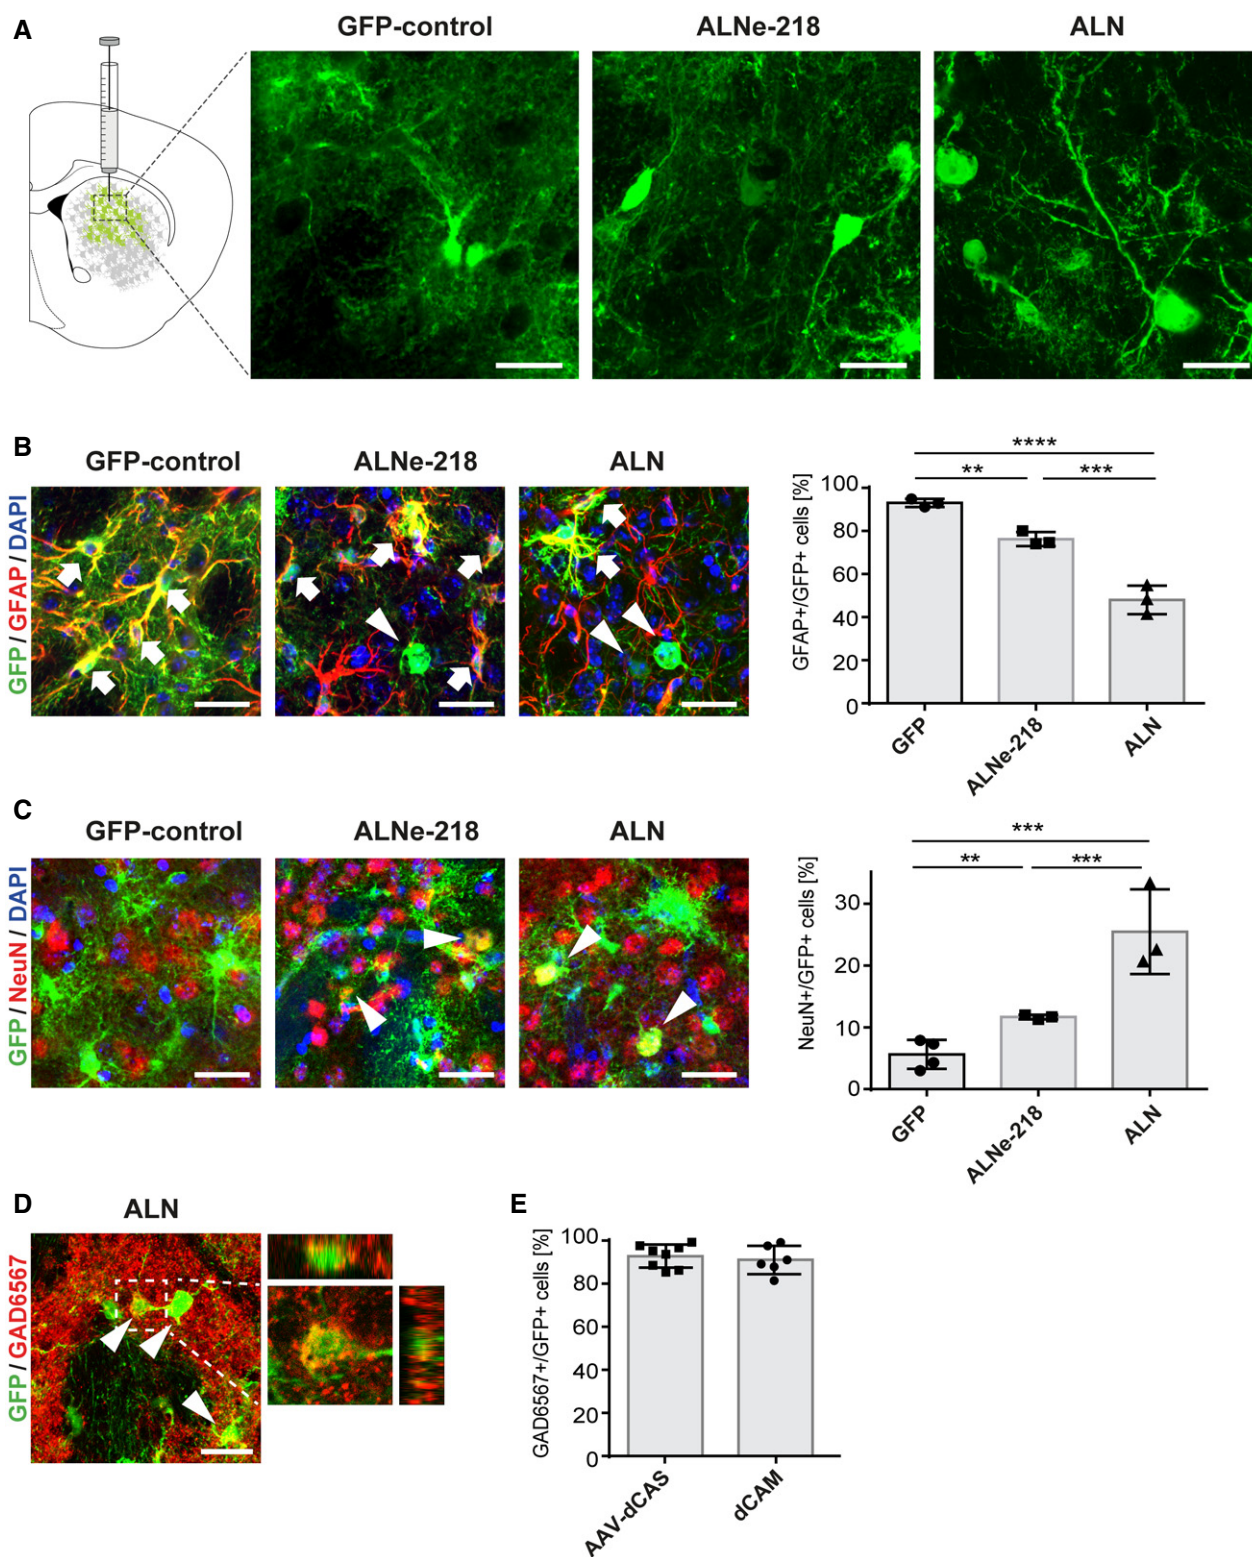 A
GFP-control
ALNe-218
ALN
B
GFP-control
ALNe-218
ALN
GFP / GFAP / DAPI
GFAP+/GFP+ cells [%]
****
** ***
100
80
60
40
20
0
GFP
ALNe-218
ALN
C
GFP-control
ALNe-218
ALN
GFP / NeuN / DAPI
NeuN+/GFP+ cells [%]
***
** ***
30
20
10
0
GFP
ALNe-218
ALN
D
ALN
GFP / GAD6567
E
GAD6567+/GFP+ cells [%]
100
80
60
40
20
0
AAV-dCAS
dCAM